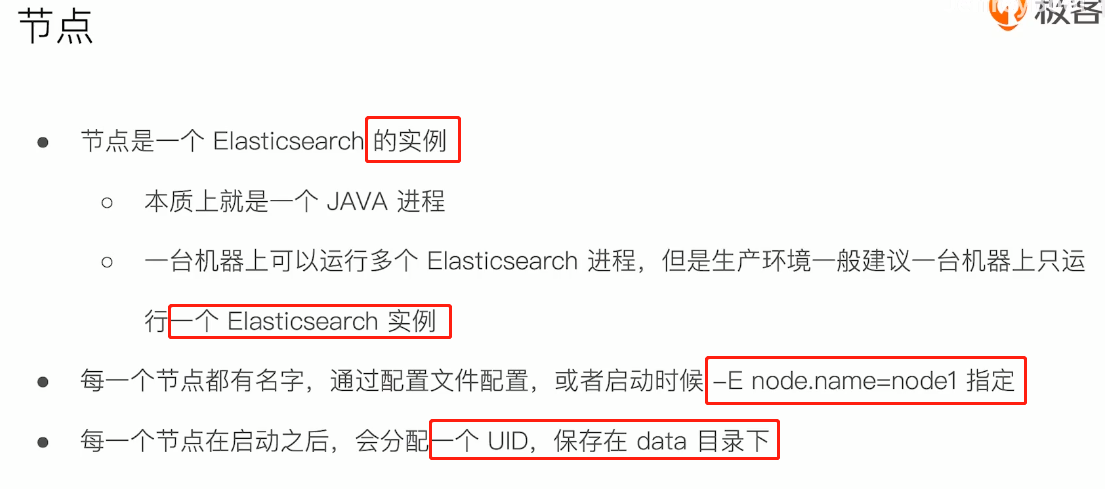 节点
极客
节点是一个 Elasticsearch 的实例
本质上就是一个 JAVA 进程
一台机器上可以运行多个 Elasticsearch 进程，但是生产环境一般建议一台机器上只运
行一个 Elasticsearch 实例
每一个节点都有名字，通过配置文件配置，或者启动时候 –E node.name=node1 指定
每一个节点在启动之后，会分配一个 UID，保存在 data 目录下